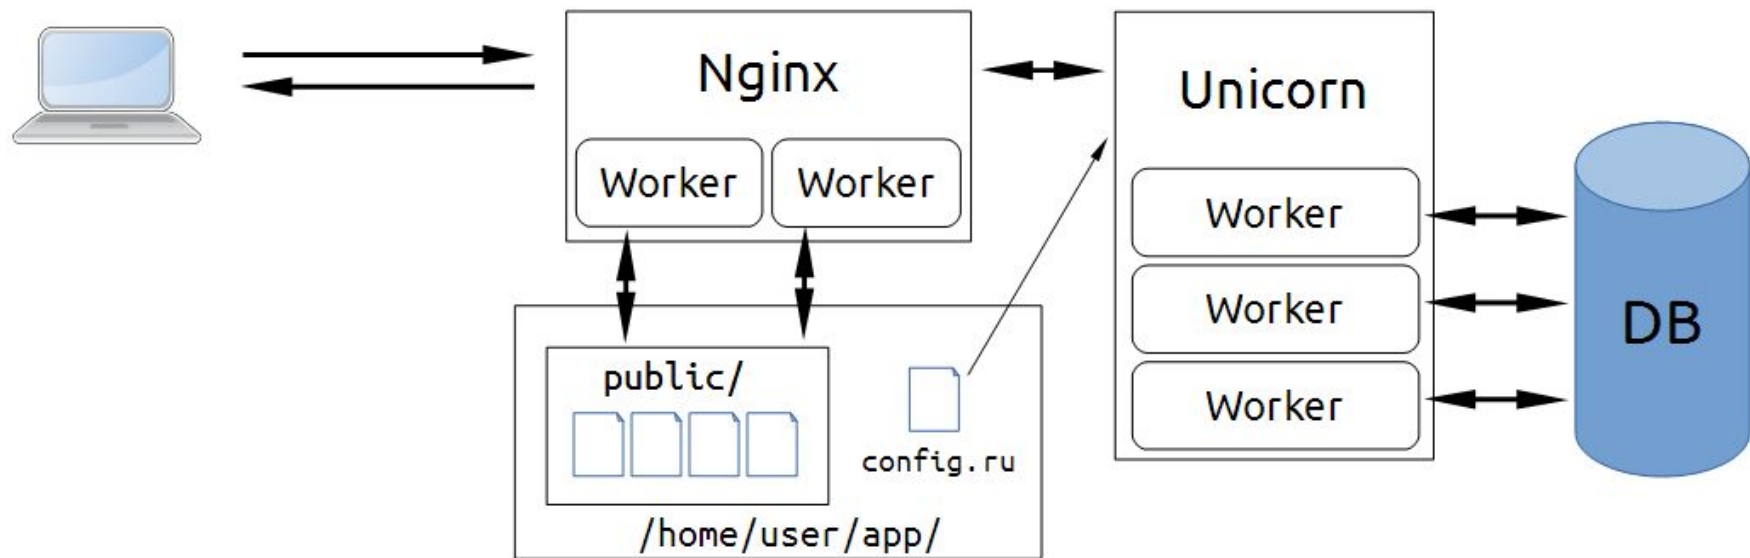 Nginx
Worker
Worker
Unicorn
Worker
Worker
Worker
DB
public/
config.ru
/home/user/app/